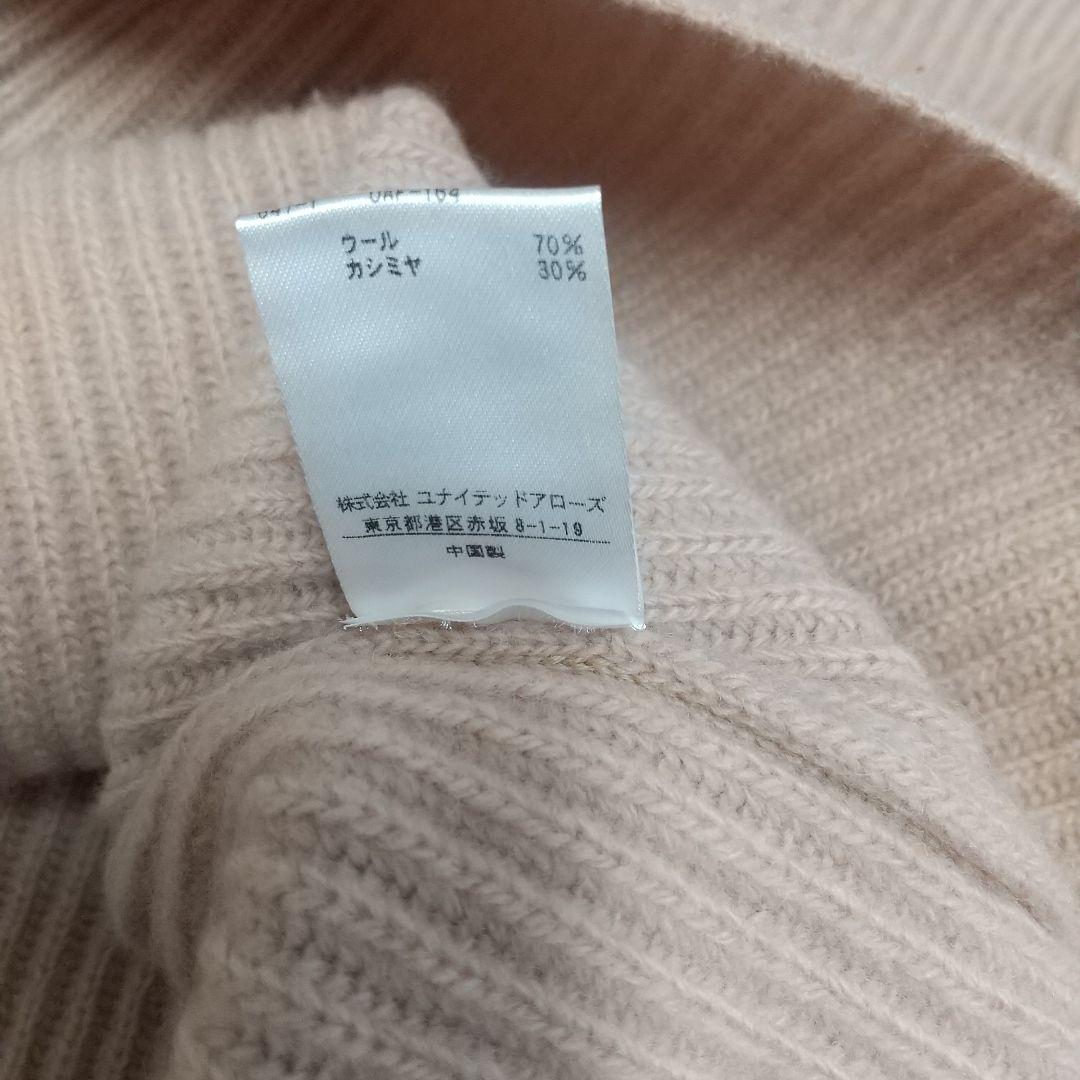 ウール 70%
カシミヤ 30%
株式会社 ユナイテッドアローズ
東京都港区赤坂 8-1-19
中国製